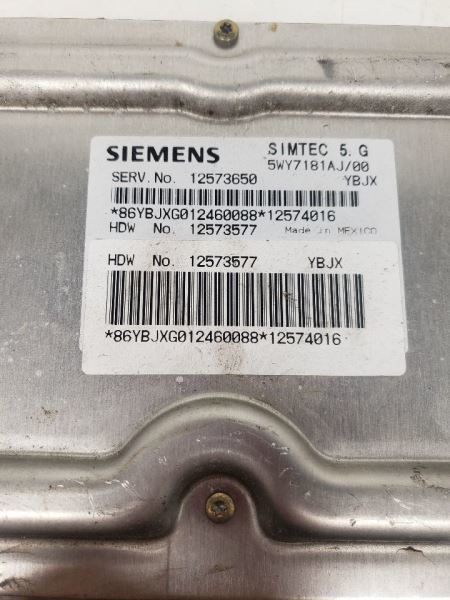 SIEMENS SIMTEC 5.G
5WY7181AJ/00
SERV.No. 12573650 YBJX
*86YBJXG012460088*12574016
HDW No. 12573577 Made in MEXICO
HDW No. 12573577 YBJX
*86YBJXG012460088*12574016